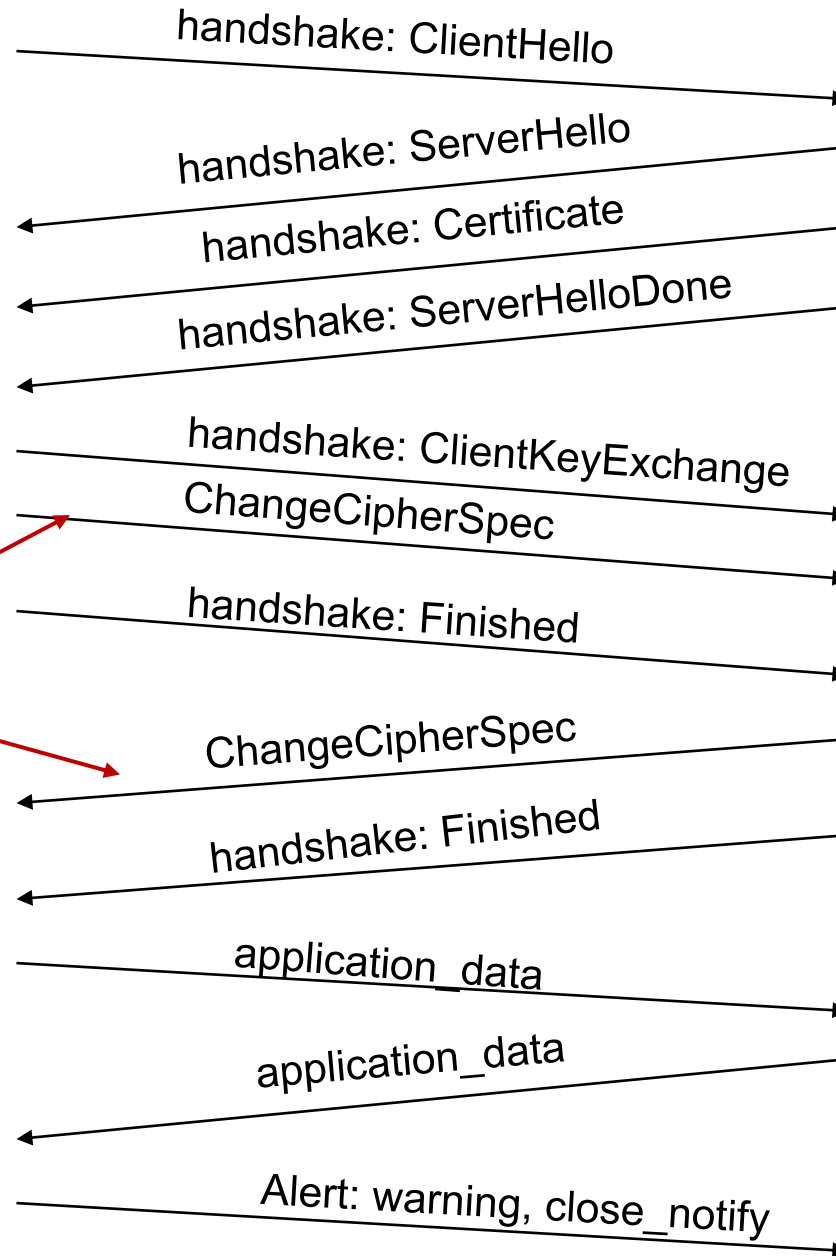 handshake: ClientHello
handshake: ServerHello
handshake: Certificate
handshake: ServerHelloDone
handshake: ClientKeyExchange
ChangeCipherSpec
handshake: Finished
ChangeCipherSpec
handshake: Finished
application_data
application_data
Alert: warning, close_notify